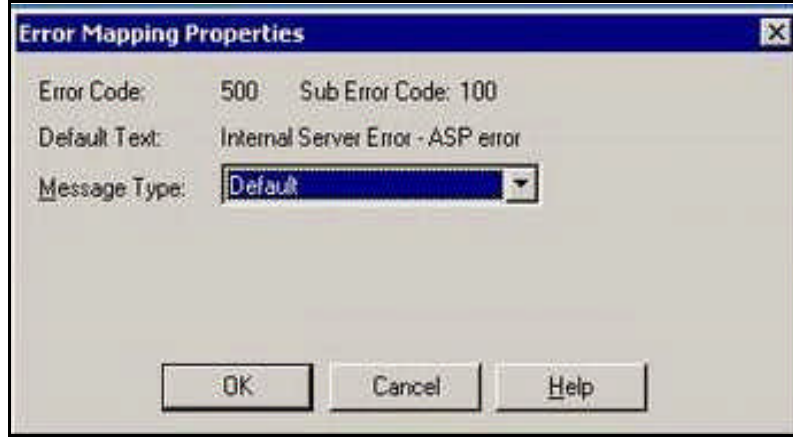 Error Mapping Properties
Error Code: 500 Sub Error Code: 100
Default Text: Internal Server Error - ASP error
Message Type: Default
OK Cancel Help